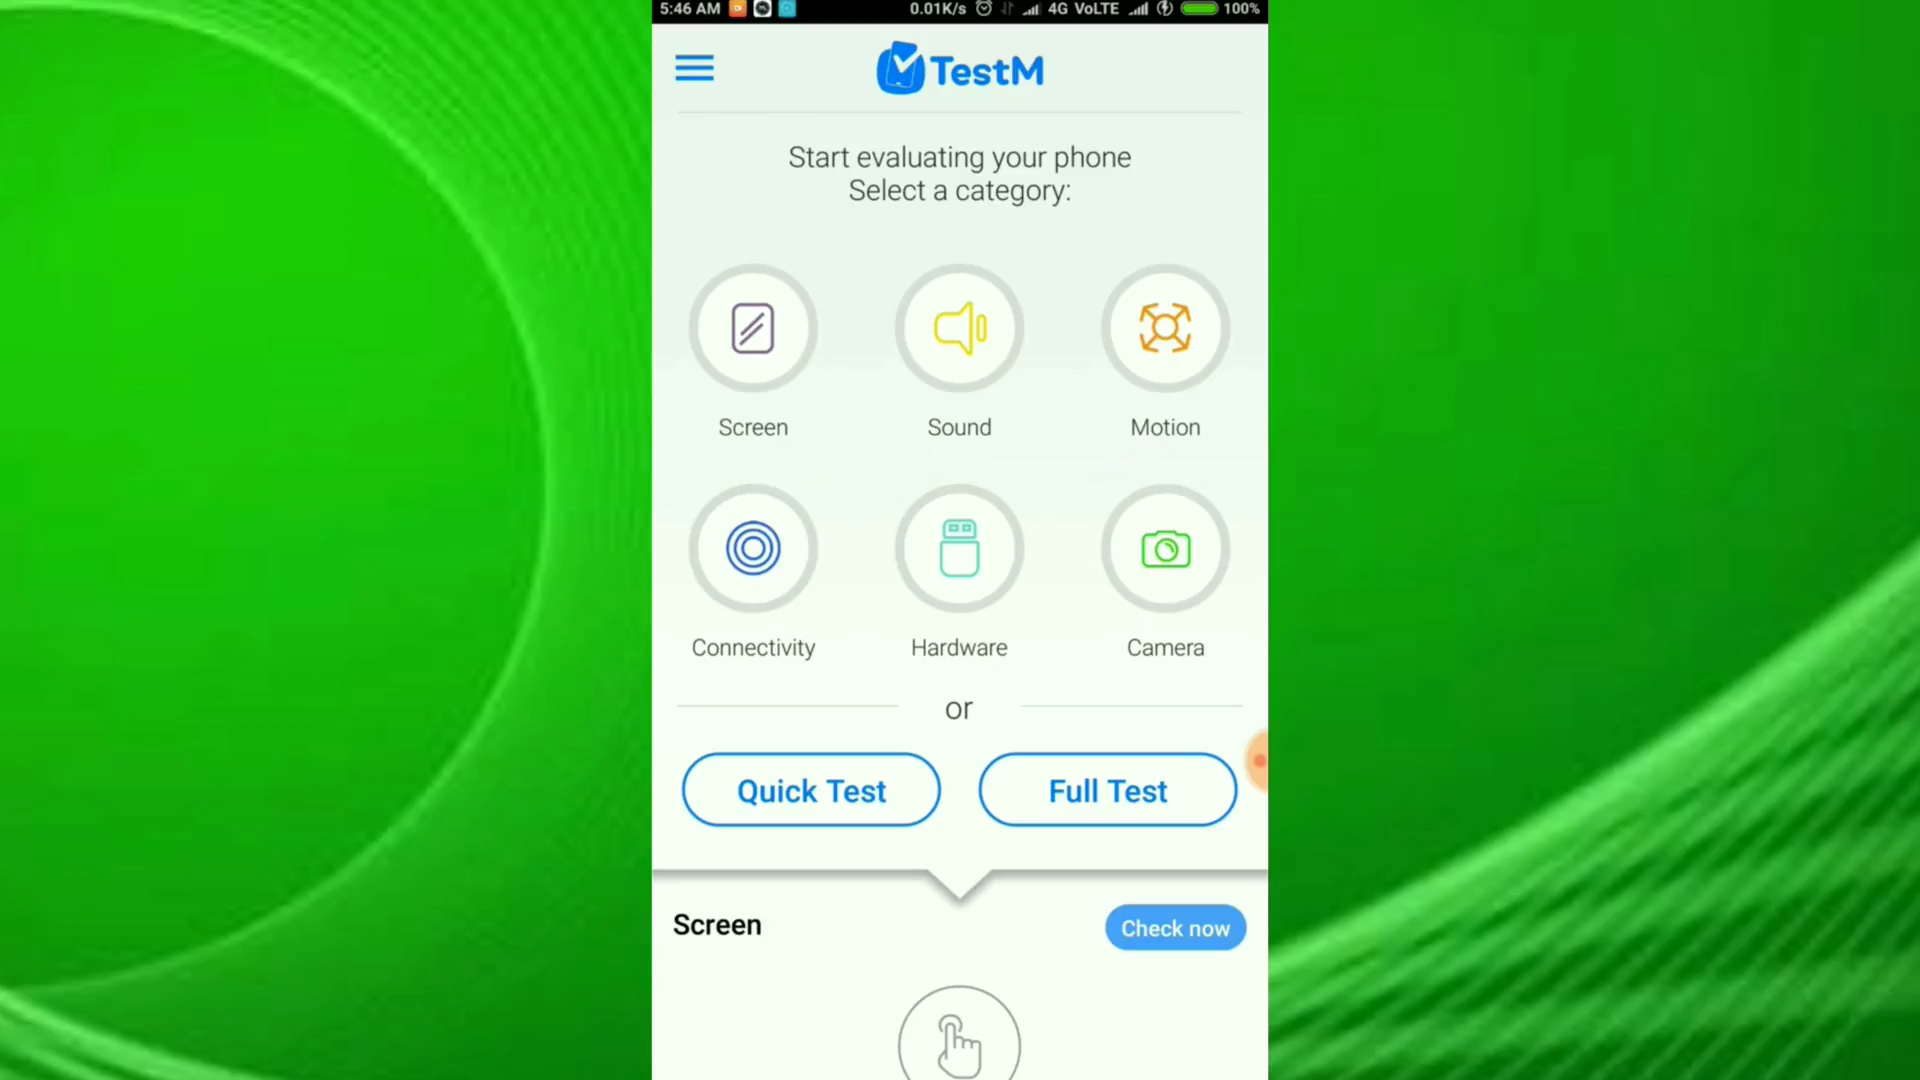 5:46 AM 0.01K/s 4G VoLTE 100%
TestM
Start evaluating your phone
Select a category:
Screen Sound Motion
Connectivity Hardware Camera
or
Quick Test Full Test
Screen Check now